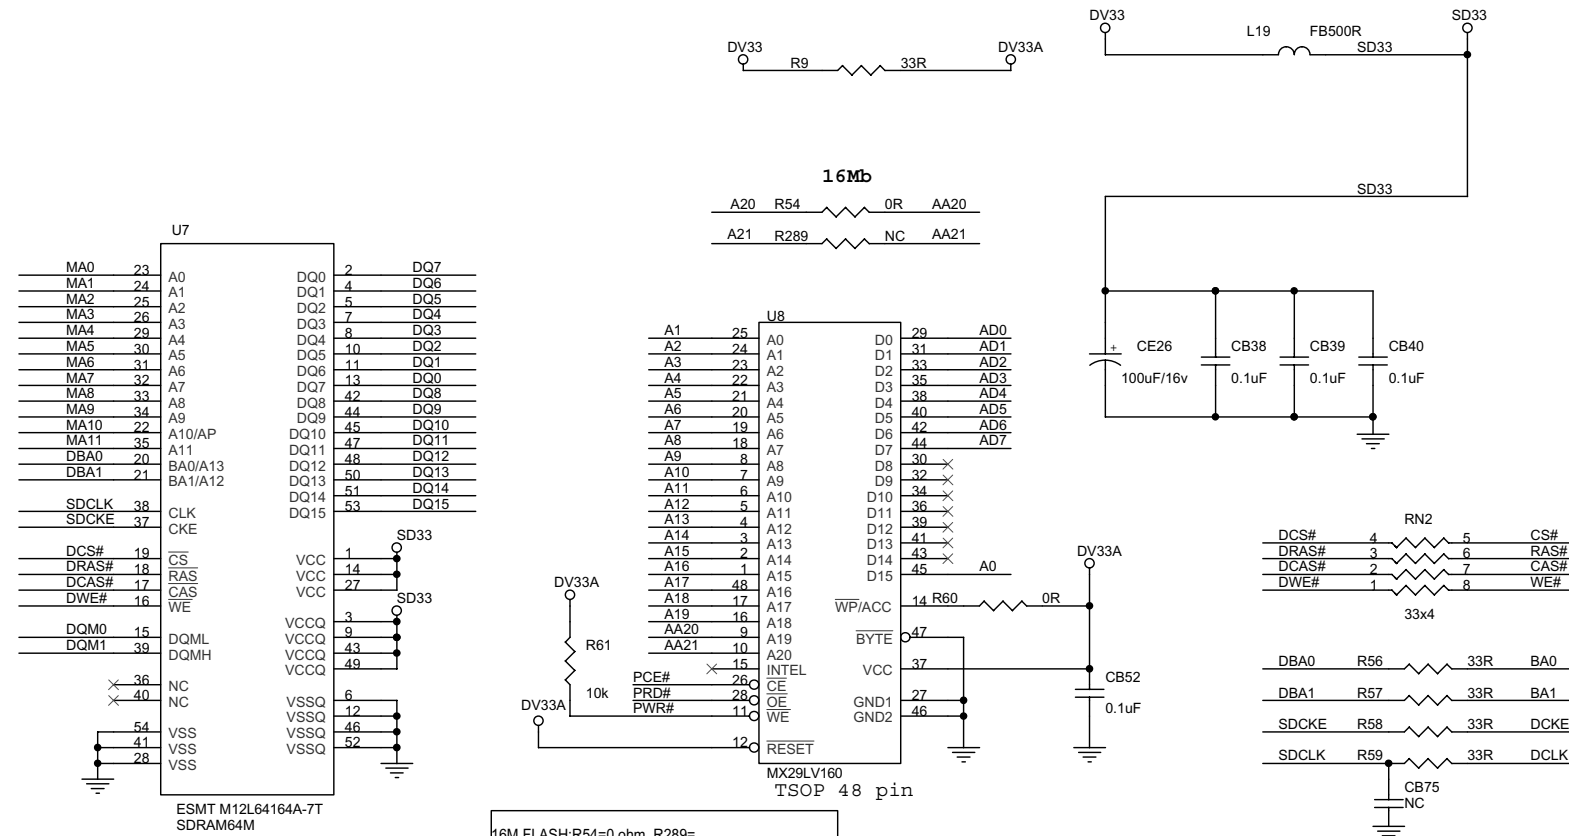 DV33 SD33
L19 FB500R
SD33
DV33 DV33A
R9 33R
16Mb
SD33
A20 R54 0R AA20
A21 R289 NC AA21
U7
MA0 23 A0 DQ0 2 DQ7
MA1 24 A1 DQ1 4 DQ6
MA2 25 A2 DQ2 5 DQ5
MA3 26 A3 DQ3 7 DQ4
MA4 29 A4 DQ4 8 DQ3
MA5 30 A5 DQ5 10 DQ2
MA6 31 A6 DQ6 11 DQ1
MA7 32 A7 DQ7 13 DQ0
MA8 33 A8 DQ8 42 DQ8
MA9 34 A9 DQ9 44 DQ9
MA10 22 A10/AP DQ10 45 DQ10
MA11 35 A11 DQ11 47 DQ11
DBA0 20 BA0/A13 DQ12 48 DQ12
DBA1 21 BA1/A12 DQ13 50 DQ13
DQ14 51 DQ14
SDCLK 38 CLK DQ15 53 DQ15
SDCKE 37 CKE
SD33
DCS# 19 CS VCC 1
DRAS# 18 RAS VCC 14
DCAS# 17 CAS VCC 27
DWE# 16 WE
SD33
VCCQ 3
DQM0 15 DQML VCCQ 9
DQM1 39 DQMH VCCQ 43
VCCQ 49
36 NC
40 NC VSSQ 6
VSSQ 12
54 VSS VSSQ 46
41 VSS VSSQ 52
28 VSS
ESMT M12L64164A-7T
SDRAM64M
U8
A1 25 A0 D0 29 AD0
A2 24 A1 D1 31 AD1
A3 23 A2 D2 33 AD2
A4 22 A3 D3 35 AD3
A5 21 A4 D4 38 AD4
A6 20 A5 D5 40 AD5
A7 19 A6 D6 42 AD6
A8 18 A7 D7 44 AD7
A9 8 A8 D8 30
A10 7 A9 D9 32
A11 6 A10 D10 34
A12 5 A11 D11 36
A13 4 A12 D12 39
A14 3 A13 D13 41
A15 2 A14 D14 43
A16 1 A15 D15 45 A0
A17 48 A16
A18 17 A17 WP/ACC 14 R60 0R
A19 16 A18
AA20 9 A19 BYTE 47
AA21 10 A20
15 INTEL VCC 37
PCE# 26 CE
PRD# 28 OE GND1 27
PWR# 11 WE GND2 46
12 RESET
DV33A
R61
10k
DV33A
DV33A
CB52
0.1uF
MX29LV160
TSOP 48 pin
16M FLASH:R54=0 ohm, R289=
CE26 CB38 CB39 CB40
100uF/16v 0.1uF 0.1uF 0.1uF
RN2
DCS# 4 5 CS#
DRAS# 3 6 RAS#
DCAS# 2 7 CAS#
DWE# 1 8 WE#
33x4
DBA0 R56 33R BA0
DBA1 R57 33R BA1
SDCKE R58 33R DCKE
SDCLK R59 33R DCLK
CB75
NC